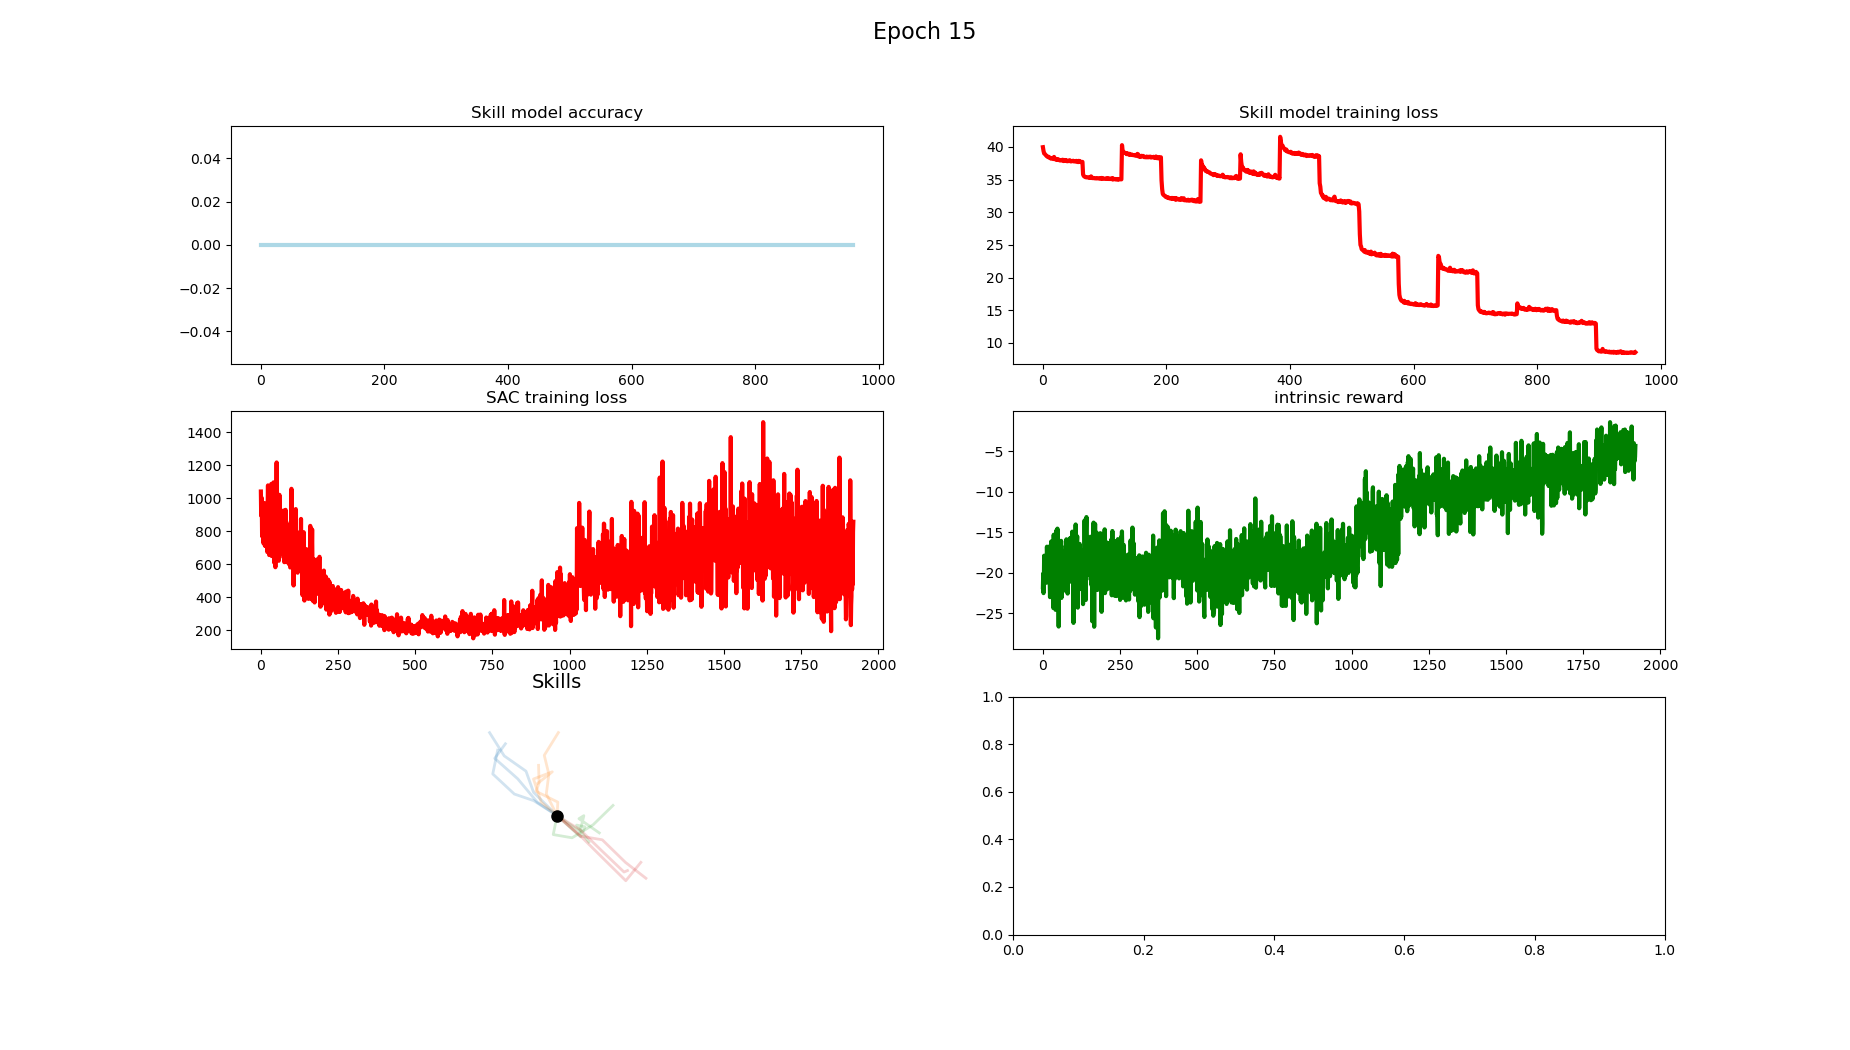 Epoch 15
Skill model accuracy
0.04
0.02
0.00
−0.02
−0.04
0 200 400 600 800 1000
Skill model training loss
40
35
30
25
20
15
10
0 200 400 600 800 1000
SAC training loss
1400
1200
1000
800
600
400
200
0 250 500 750 1000 1250 1500 1750 2000
intrinsic reward
−5
−10
−15
−20
−25
0 250 500 750 1000 1250 1500 1750 2000
Skills
1.0
0.8
0.6
0.4
0.2
0.0
0.0 0.2 0.4 0.6 0.8 1.0